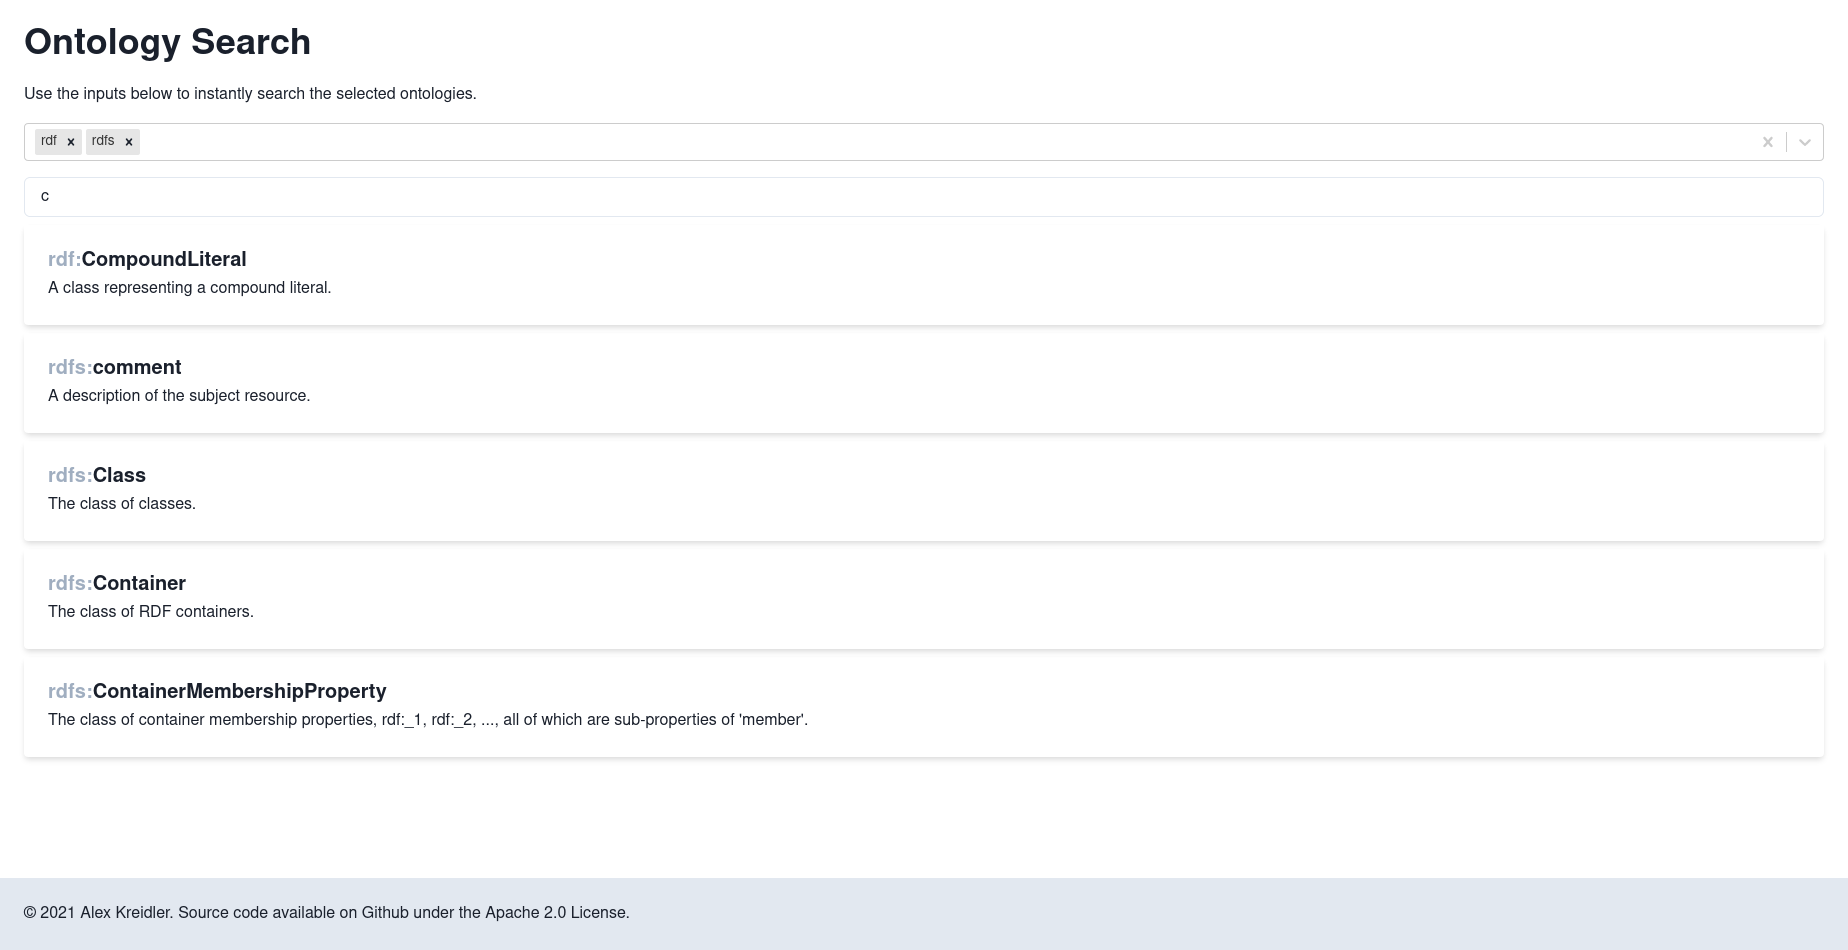 Ontology Search
Use the inputs below to instantly search the selected ontologies.
rdf × rdfs ×
c
rdf:CompoundLiteral
A class representing a compound literal.
rdfs:comment
A description of the subject resource.
rdfs:Class
The class of classes.
rdfs:Container
The class of RDF containers.
rdfs:ContainerMembershipProperty
The class of container membership properties, rdf:_1, rdf:_2, ..., all of which are sub-properties of 'member'.
© 2021 Alex Kreidler. Source code available on Github under the Apache 2.0 License.